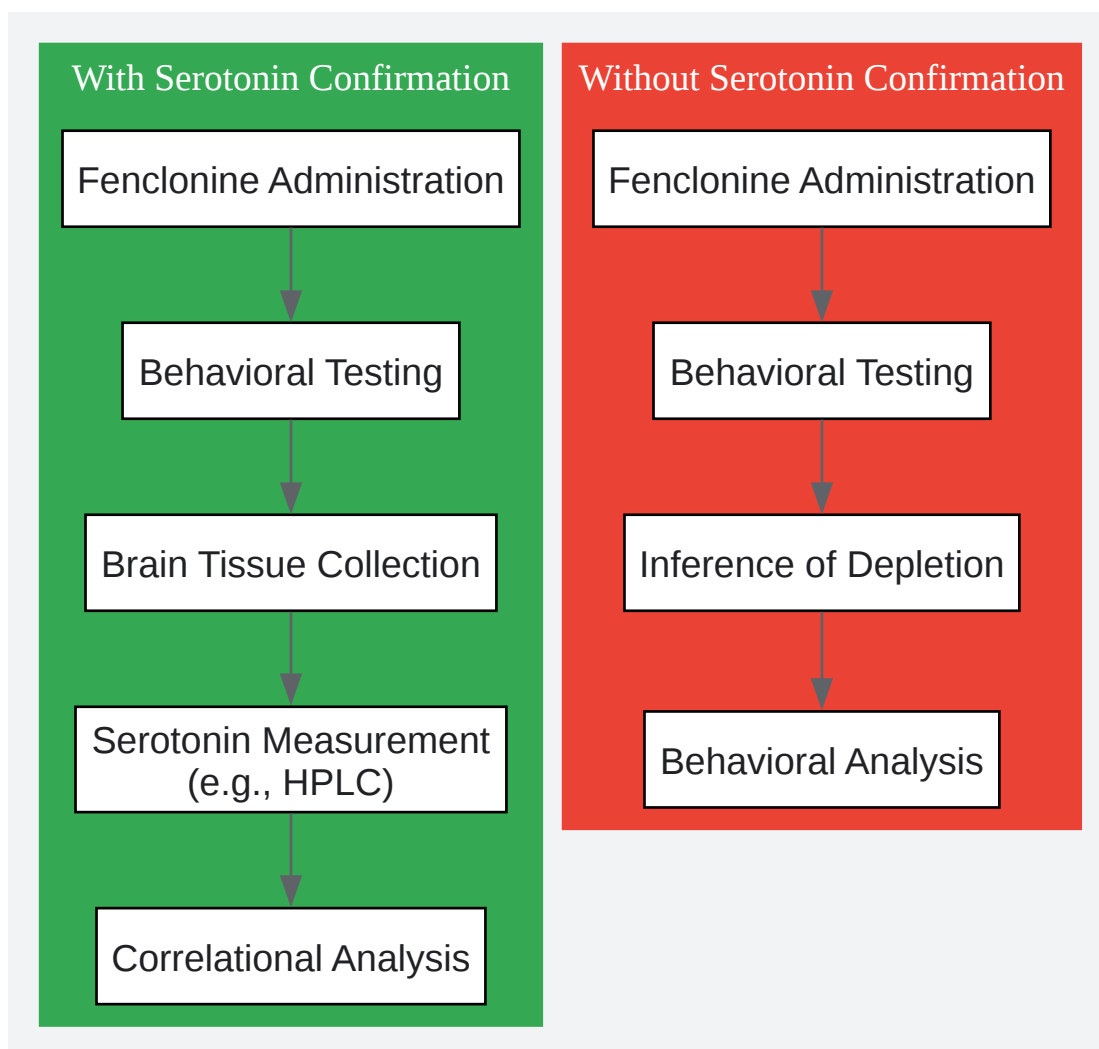 With Serotonin Confirmation
Fenclonine Administration
Behavioral Testing
Brain Tissue Collection
Serotonin Measurement
(e.g., HPLC)
Correlational Analysis
Without Serotonin Confirmation
Fenclonine Administration
Behavioral Testing
Inference of Depletion
Behavioral Analysis